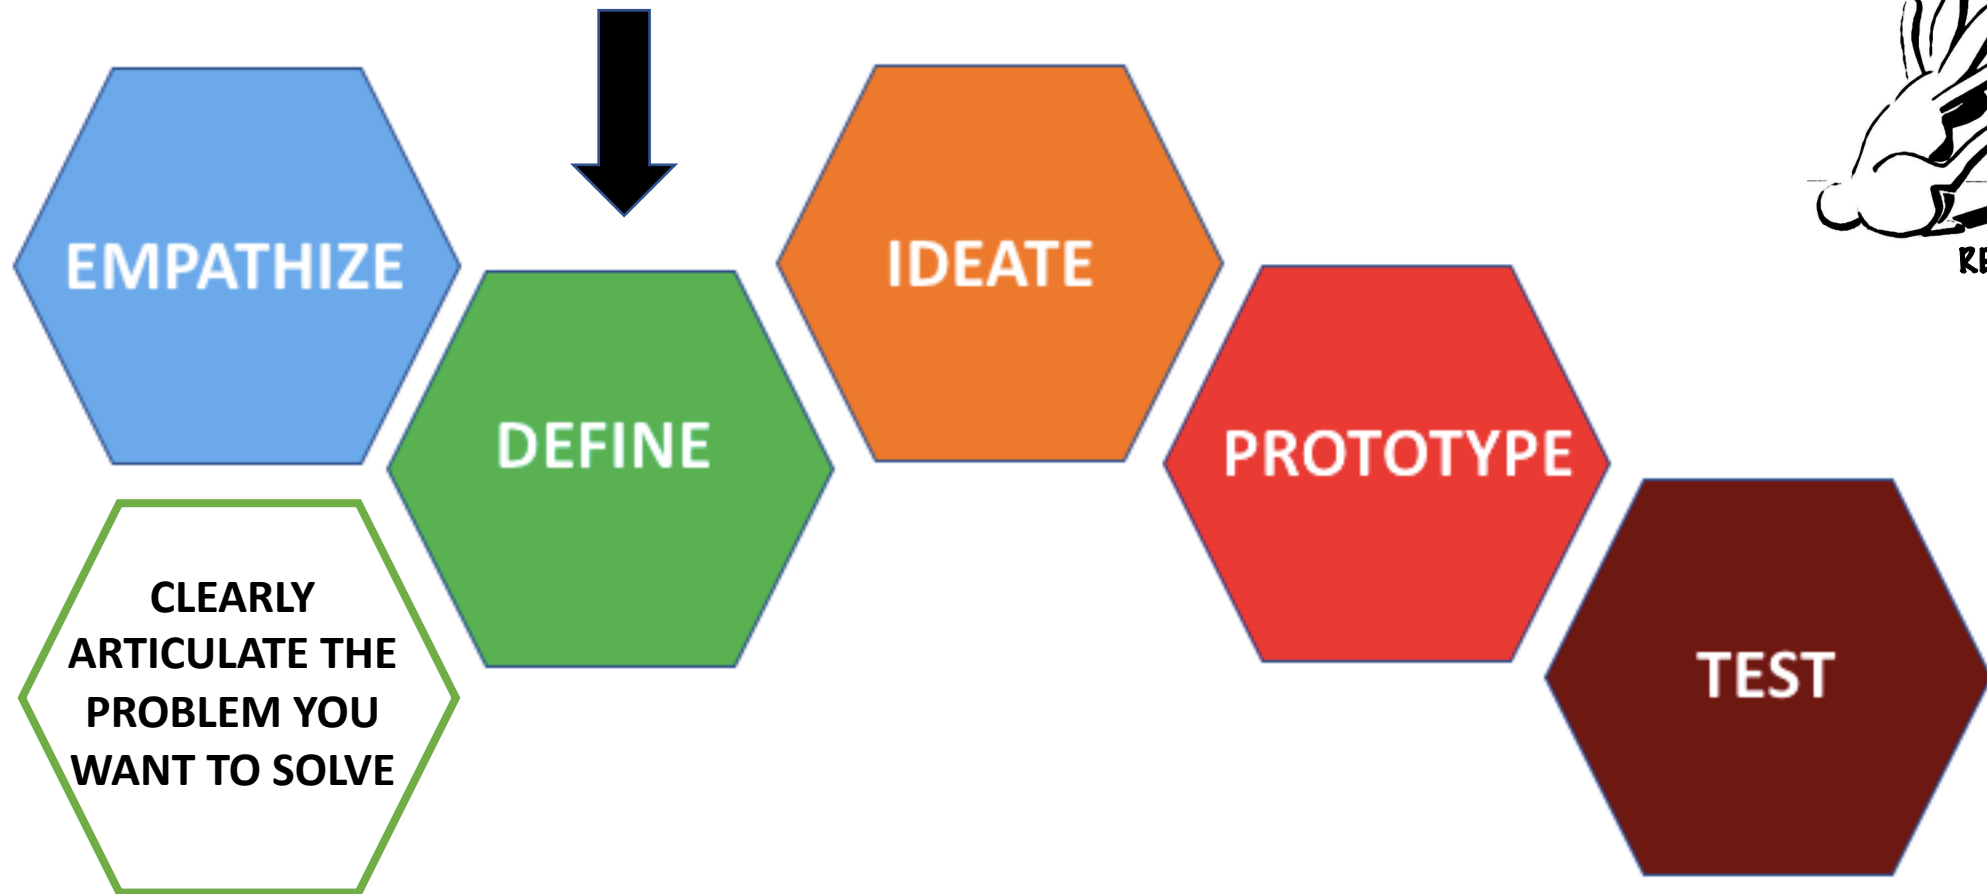 EMPATHIZE
DEFINE
IDEATE
PROTOTYPE
TEST
CLEARLY
ARTICULATE THE
PROBLEM YOU
WANT TO SOLVE